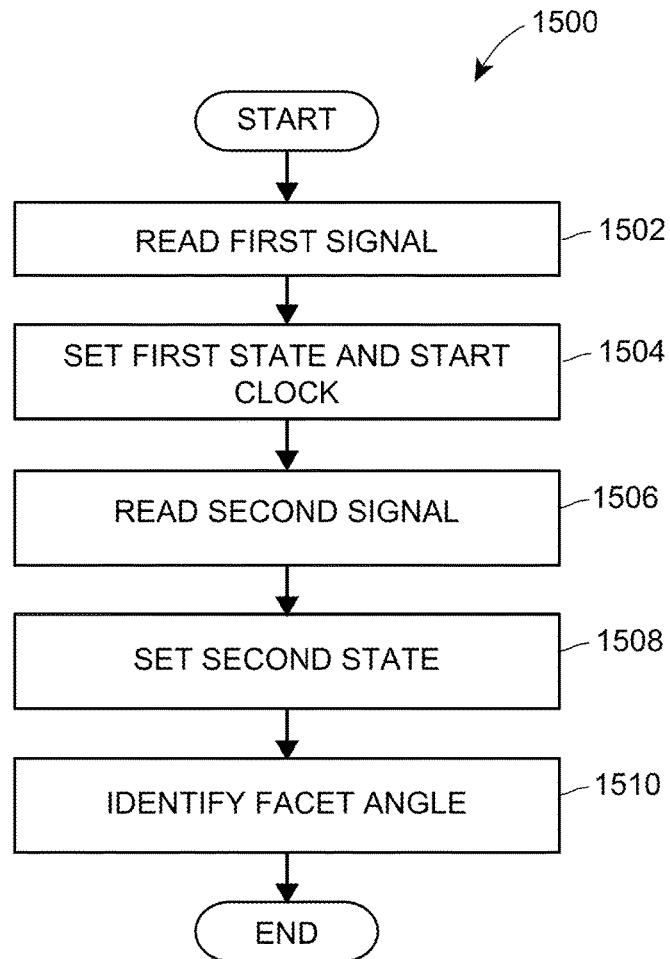 1500
START
READ FIRST SIGNAL
1502
SET FIRST STATE AND START
CLOCK
1504
READ SECOND SIGNAL
1506
SET SECOND STATE
1508
IDENTIFY FACET ANGLE
1510
END